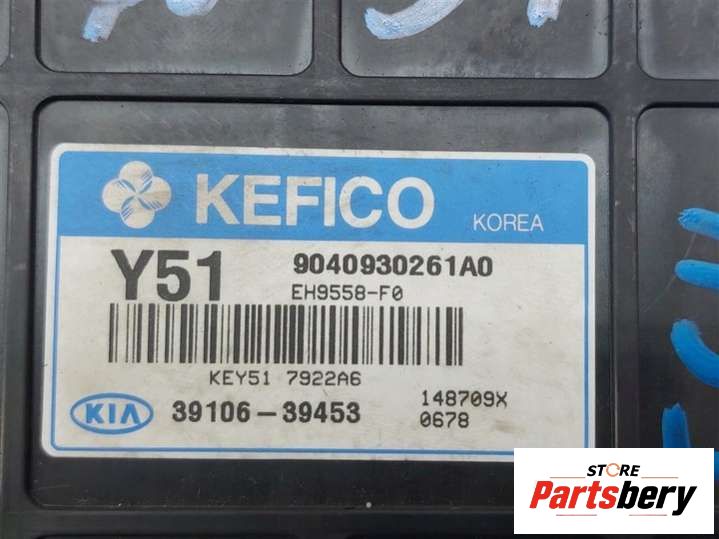 KEFICO
KOREA
Y51
9040930261A0
EH9558-F0
KEY51 7922A6
KIA
39106-39453
148709X
0678
STORE
Partsbery